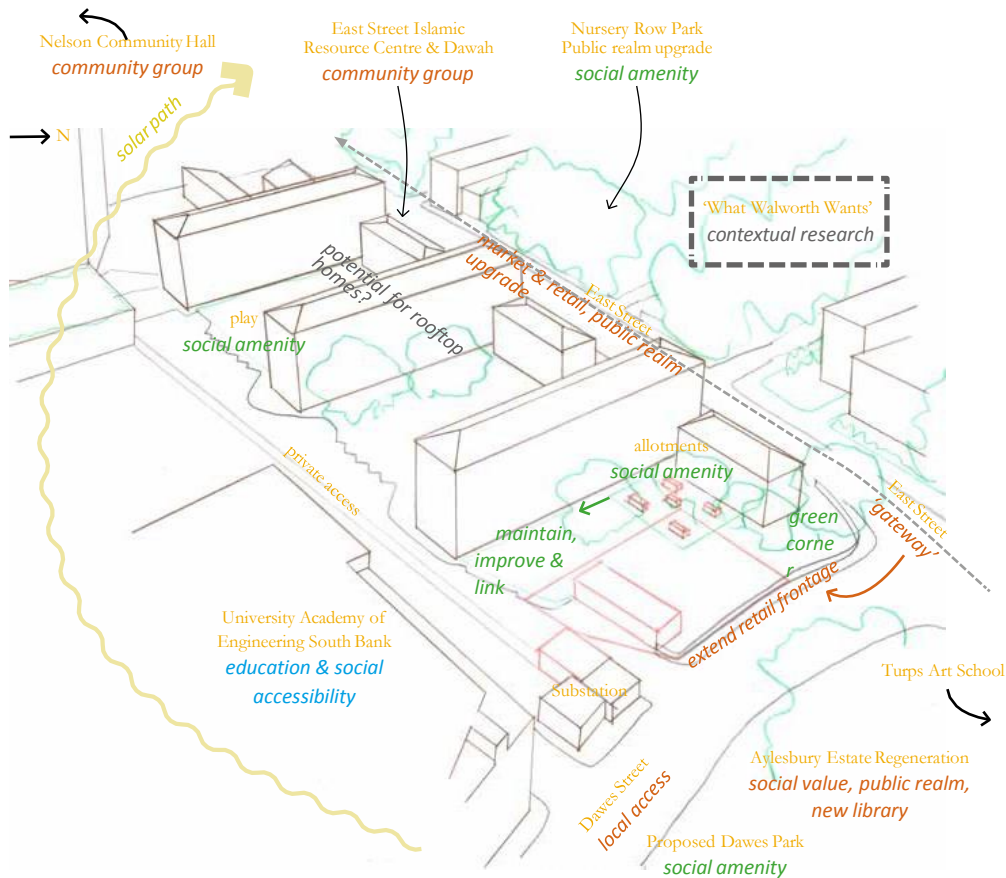 Nelson Community Hall
community group
East Street Islamic
Resource Centre & Dawah
community group
Nursery Row Park
Public realm upgrade
social amenity
solar path
N
'What Walworth Wants'
contextual research
potential for rooftop
homes?
market & retail, public realm
upgrade
East Street
play
social amenity
private access
allotments
social amenity
maintain,
improve &
link
green
corne
r
East Street
'gateway'
extend retail frontage
University Academy of
Engineering South Bank
education & social
accessibility
Substation
Turps Art School
Dawes Street
local access
Aylesbury Estate Regeneration
social value, public realm,
new library
Proposed Dawes Park
social amenity